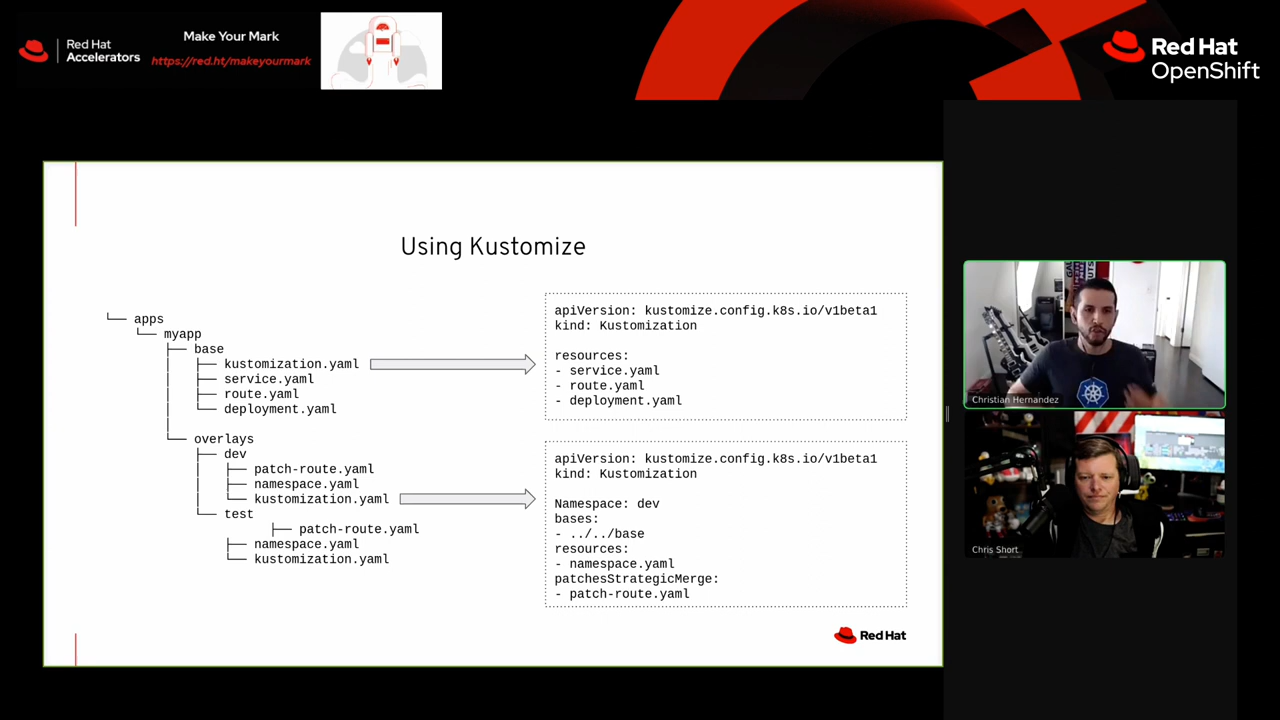 Red Hat
Accelerators
Make Your Mark
https://red.ht/makeyourmark
Red Hat
OpenShift
Using Kustomize
└── apps
└── myapp
├── base
│ ├── kustomization.yaml
│ ├── service.yaml
│ ├── route.yaml
│ └── deployment.yaml
│
└── overlays
├── dev
│ ├── patch-route.yaml
│ ├── namespace.yaml
│ └── kustomization.yaml
└── test
├── patch-route.yaml
├── namespace.yaml
└── kustomization.yaml
apiVersion: kustomize.config.k8s.io/v1beta1
kind: Kustomization
resources:
- service.yaml
- route.yaml
- deployment.yaml
apiVersion: kustomize.config.k8s.io/v1beta1
kind: Kustomization
Namespace: dev
bases:
- ../../base
resources:
- namespace.yaml
patchesStrategicMerge:
- patch-route.yaml
Red Hat
Christian Hernandez
Chris Short